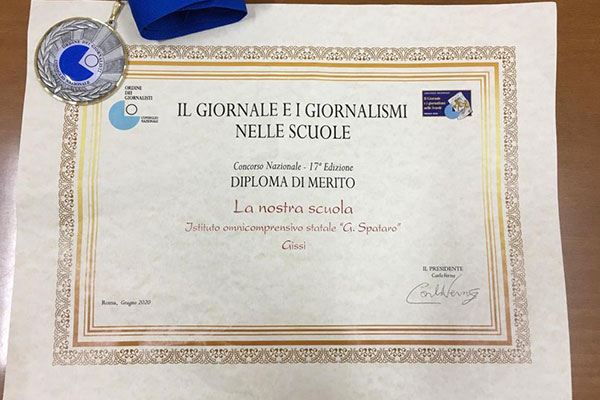 ORDINE
DEI
GIORNALISTI
CONSIGLIO
NAZIONALE
IL GIORNALE E I GIORNALISMI
NELLE SCUOLE
Concorso Nazionale - 17ª Edizione
DIPLOMA DI MERITO
La nostra scuola
Istituto omnicomprensivo statale "G. Spataro"
Gissi
IL PRESIDENTE
Carlo Verna
Roma, Giugno 2020